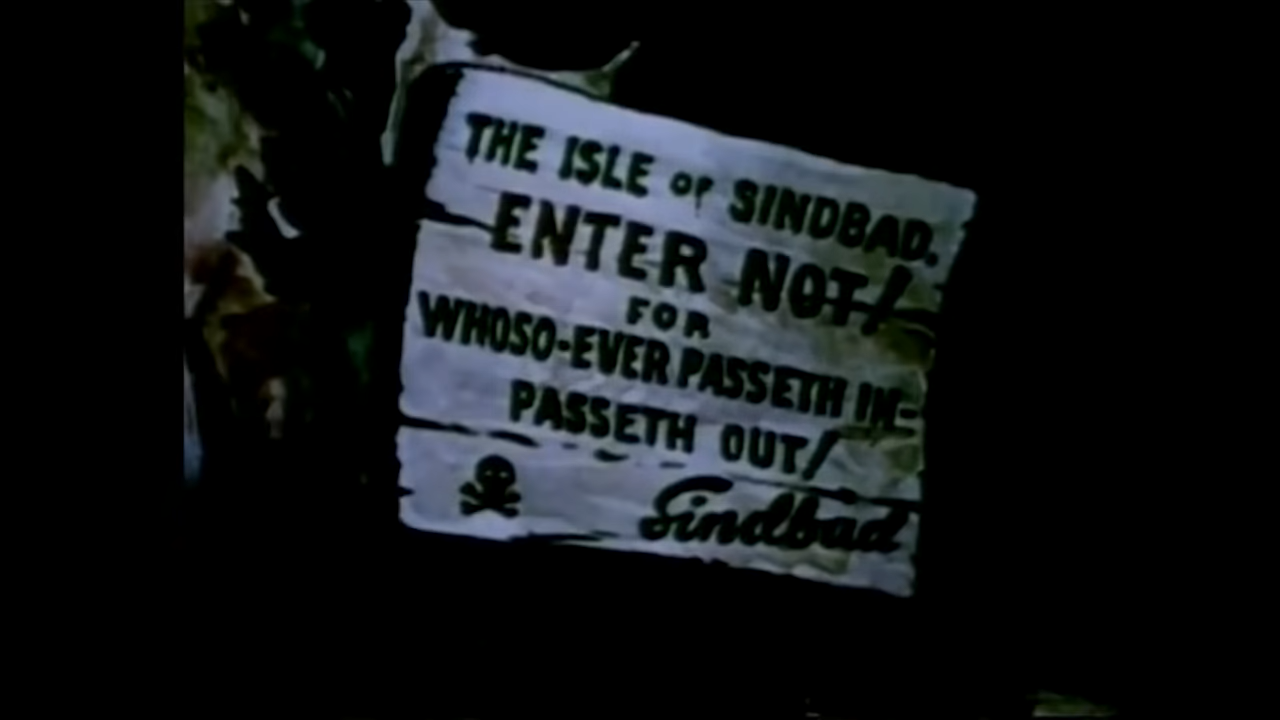 THE ISLE OF SINDBAD.
ENTER NOT!
FOR
WHOSO-EVER PASSETH IN-
PASSETH OUT!
Sindbad